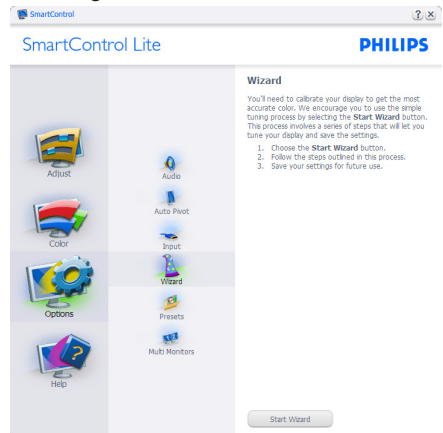 SmartControl
SmartControl Lite
PHILIPS
Adjust
Color
Options
Help
Audio
Auto Pivot
Input
Wizard
Presets
Multi Monitors
Wizard
You'll need to calibrate your display to get the most
accurate color. We encourage you to use the simple
tuning process by selecting the Start Wizard button.
This process involves a series of steps that will let you
tune your display and save the settings.
1. Choose the Start Wizard button.
2. Follow the steps outlined in this process.
3. Save your settings for future use.
Start Wizard